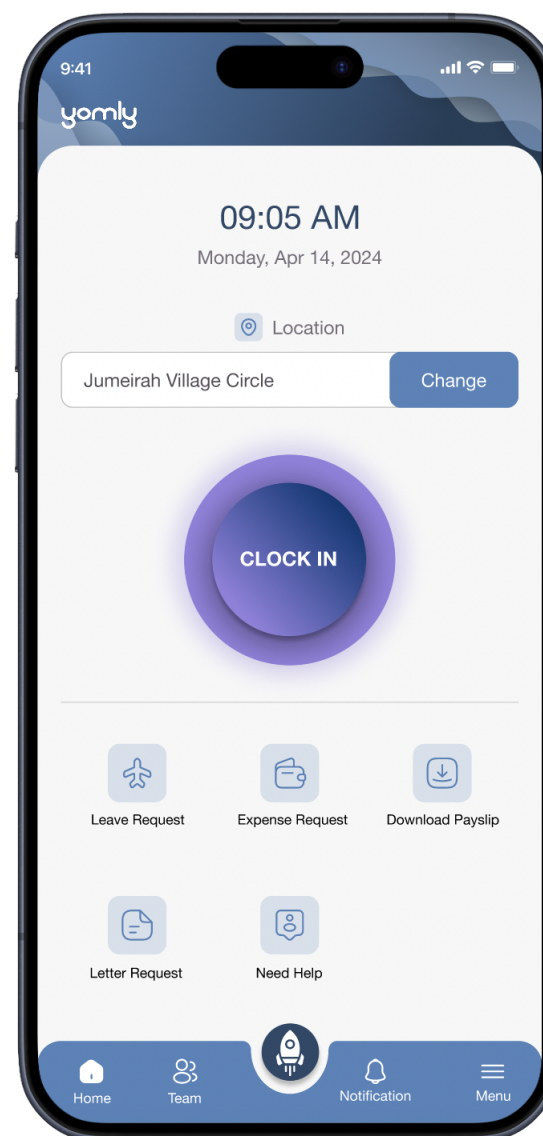 9:41
yomly
09:05 AM
Monday, Apr 14, 2024
Location
Jumeirah Village Circle
Change
CLOCK IN
Leave Request
Expense Request
Download Payslip
Letter Request
Need Help
Home
Team
Notification
Menu